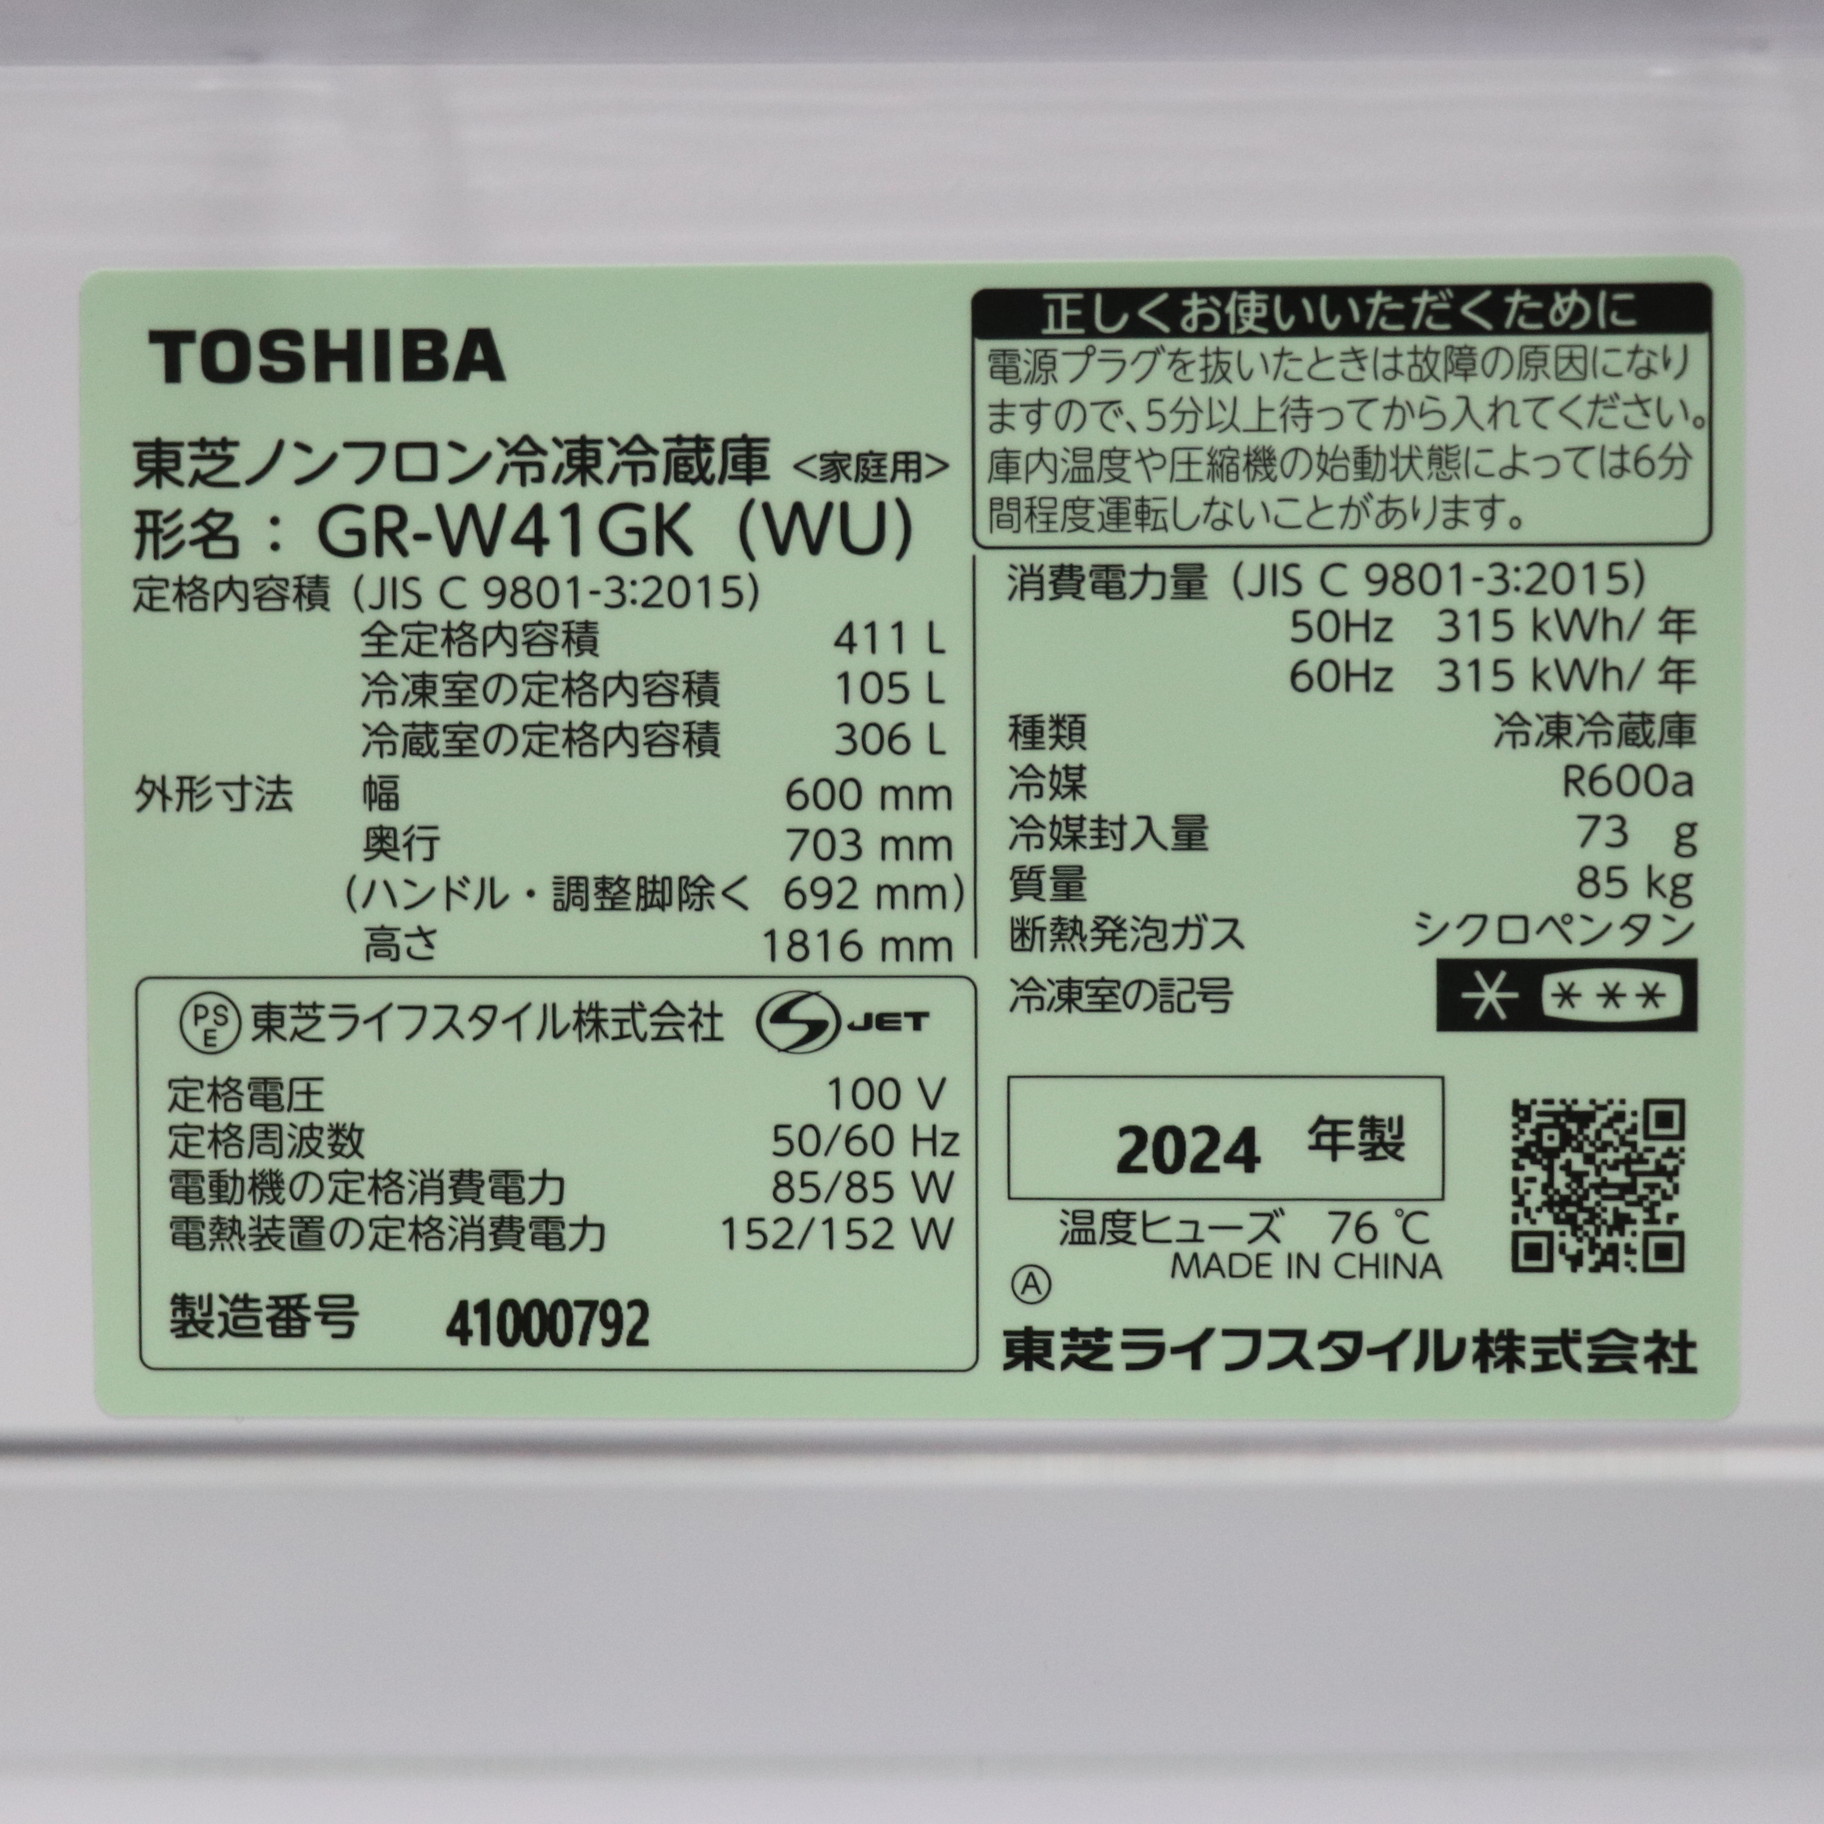 TOSHIBA
東芝ノンフロン冷凍冷蔵庫 <家庭用>
形名： GR-W41GK (WU)
定格内容積 (JIS C 9801-3:2015)
全定格内容積 411 L
冷凍室の定格内容積 105 L
冷蔵室の定格内容積 306 L
外形寸法 幅 600 mm
奥行 703 mm
(ハンドル・調整脚除く 692 mm)
高さ 1816 mm
PSE 東芝ライフスタイル株式会社 S JET
定格電圧 100 V
定格周波数 50/60 Hz
電動機の定格消費電力 85/85 W
電熱装置の定格消費電力 152/152 W
製造番号 41000792
正しくお使いいただくために
電源プラグを抜いたときは故障の原因になり
ますので、5分以上待ってから入れてください。
庫内温度や圧縮機の始動状態によっては6分
間程度運転しないことがあります。
消費電力量 (JIS C 9801-3:2015)
50Hz 315 kWh/年
60Hz 315 kWh/年
種類 冷凍冷蔵庫
冷媒 R600a
冷媒封入量 73 g
質量 85 kg
断熱発泡ガス シクロペンタン
冷凍室の記号 * ***
2024 年製
温度ヒューズ 76 ℃
MADE IN CHINA
Ⓐ
東芝ライフスタイル株式会社